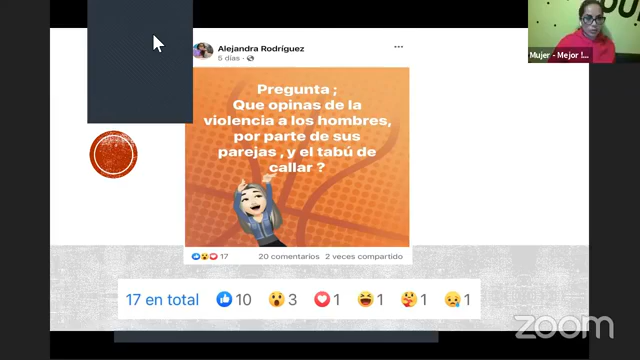 Alejandra Rodríguez
5 días
Pregunta ;
Que opinas de la
violencia a los hombres,
por parte de sus
parejas , y el tabú de
callar ?
17
20 comentarios 2 veces compartido
17 en total 10 3 1 1 1 1
Mujer - Mejor !...
zoom